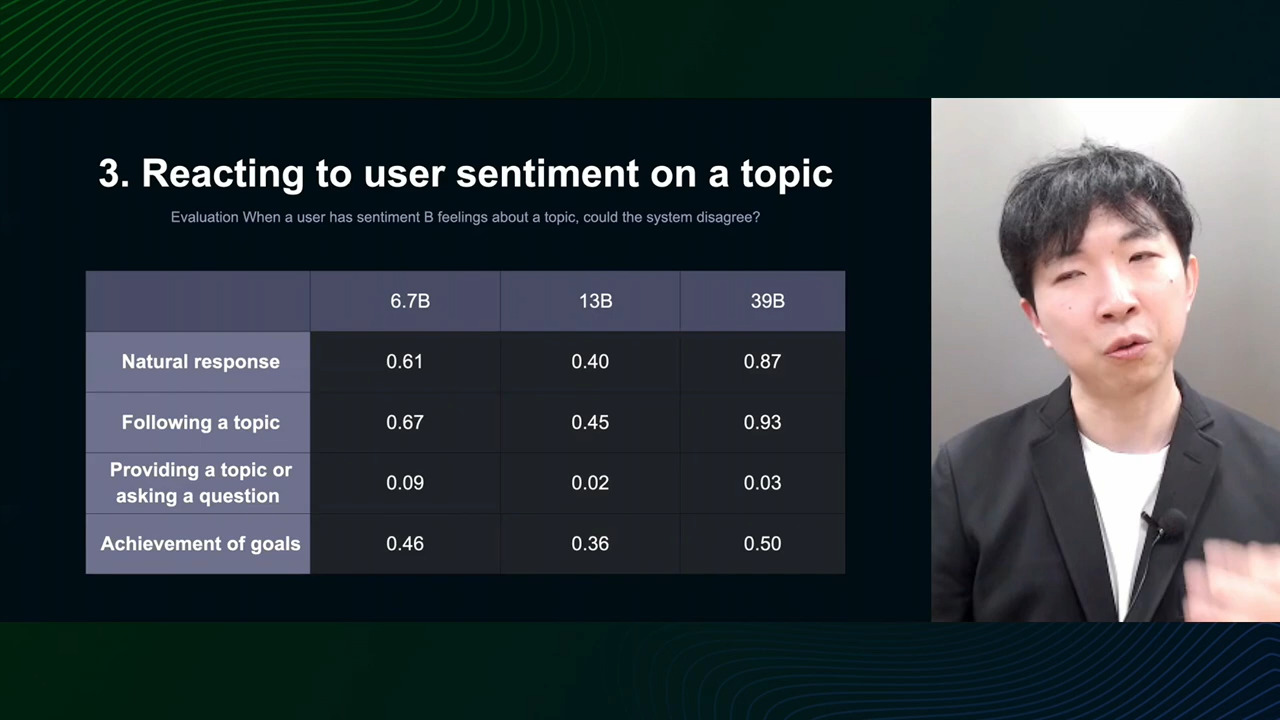 3. Reacting to user sentiment on a topic
Evaluation When a user has sentiment B feelings about a topic, could the system disagree?
6.7B 13B 39B
Natural response 0.61 0.40 0.87
Following a topic 0.67 0.45 0.93
Providing a topic or
asking a question 0.09 0.02 0.03
Achievement of goals 0.46 0.36 0.50